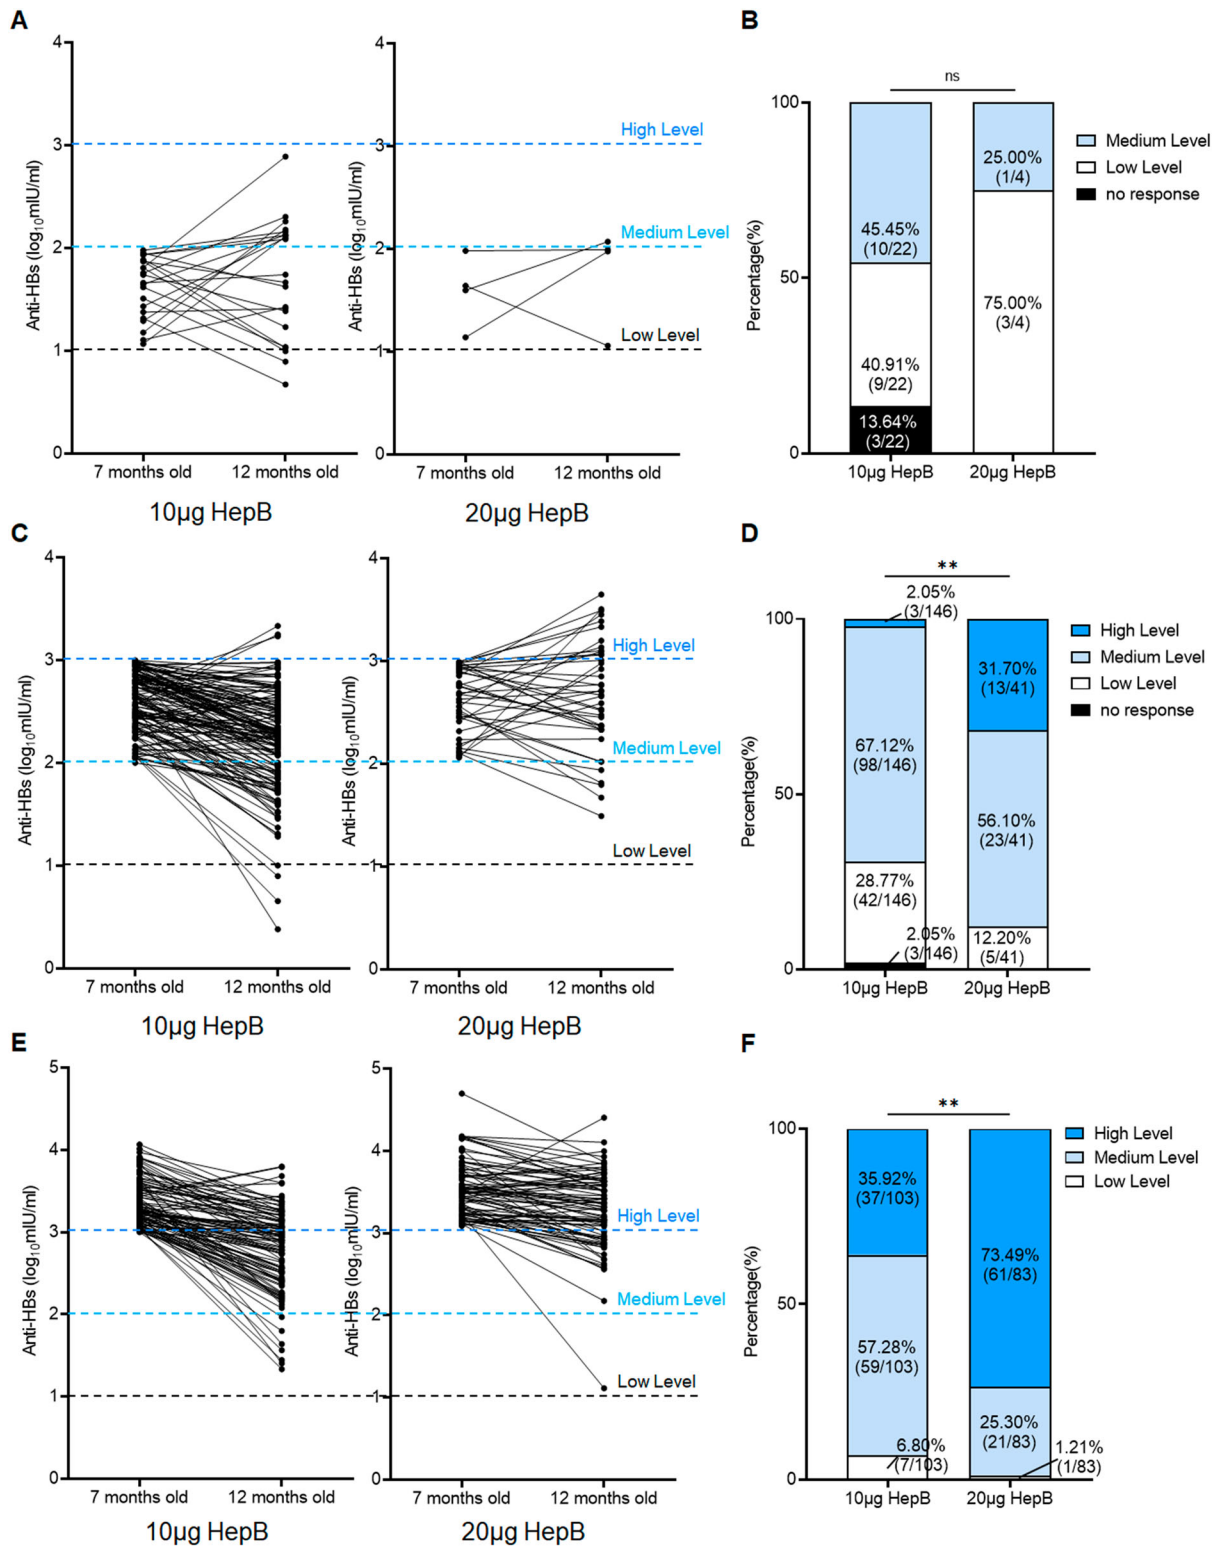 A
4
3
2
1
0
Anti-HBs (log10mIU/ml)
7 months old
12 months old
10µg HepB
4
3
2
1
0
Anti-HBs (log10mIU/ml)
High Level
Medium Level
Low Level
7 months old
12 months old
20µg HepB
B
ns
100
50
0
Percentage(%)
45.45%
(10/22)
40.91%
(9/22)
13.64%
(3/22)
25.00%
(1/4)
75.00%
(3/4)
10µg HepB
20µg HepB
Medium Level
Low Level
no response
C
4
3
2
1
0
Anti-HBs (log10mIU/ml)
7 months old
12 months old
10µg HepB
4
3
2
1
0
Anti-HBs (log10mIU/ml)
High Level
Medium Level
Low Level
7 months old
12 months old
20µg HepB
D
**
100
50
0
Percentage(%)
2.05%
(3/146)
67.12%
(98/146)
28.77%
(42/146)
2.05%
(3/146)
31.70%
(13/41)
56.10%
(23/41)
12.20%
(5/41)
10µg HepB
20µg HepB
High Level
Medium Level
Low Level
no response
E
5
4
3
2
1
0
Anti-HBs (log10mIU/ml)
7 months old
12 months old
10µg HepB
5
4
3
2
1
0
Anti-HBs (log10mIU/ml)
High Level
Medium Level
Low Level
7 months old
12 months old
20µg HepB
F
**
100
50
0
Percentage(%)
35.92%
(37/103)
57.28%
(59/103)
6.80%
(7/103)
73.49%
(61/83)
25.30%
(21/83)
1.21%
(1/83)
10µg HepB
20µg HepB
High Level
Medium Level
Low Level